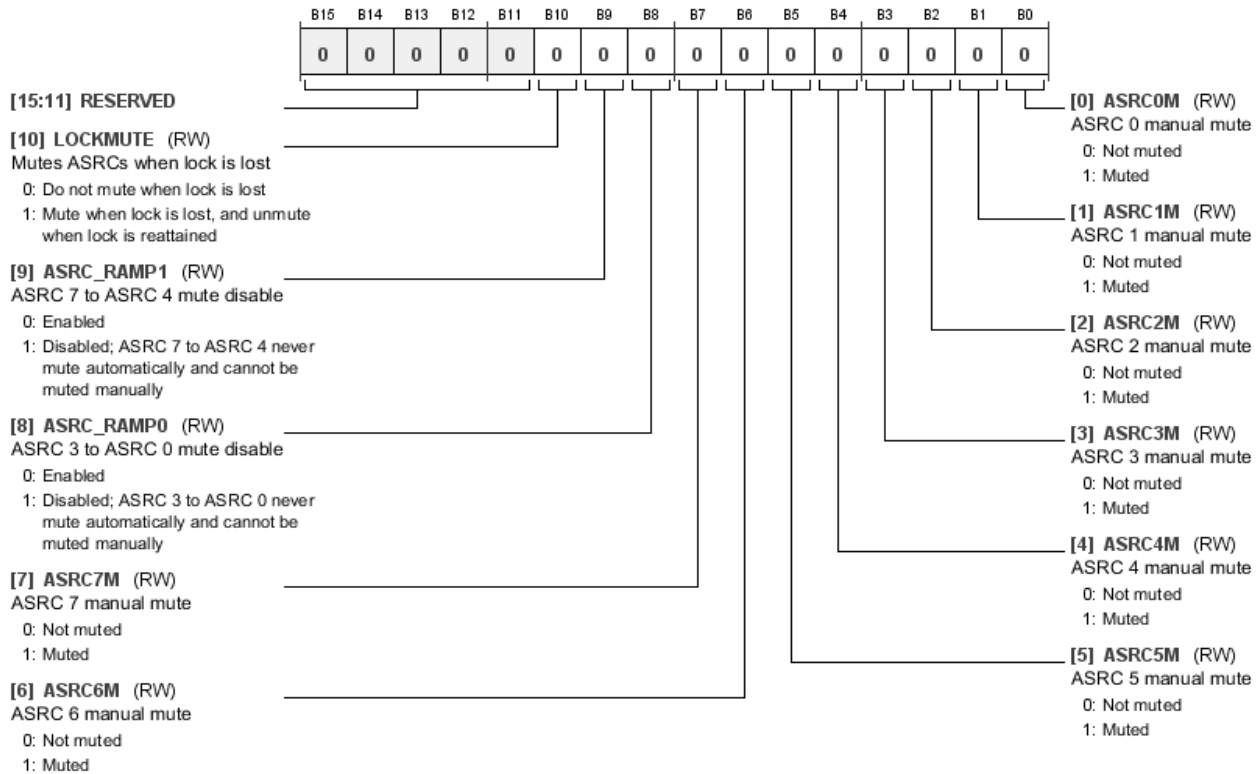 B15 B14 B13 B12 B11 B10 B9 B8 B7 B6 B5 B4 B3 B2 B1 B0
0 0 0 0 0 0 0 0 0 0 0 0 0 0 0 0
[15:11] RESERVED
[10] LOCKMUTE (RW)
Mutes ASRCs when lock is lost
0: Do not mute when lock is lost
1: Mute when lock is lost, and unmute
when lock is reattained
[9] ASRC_RAMP1 (RW)
ASRC 7 to ASRC 4 mute disable
0: Enabled
1: Disabled; ASRC 7 to ASRC 4 never
mute automatically and cannot be
muted manually
[8] ASRC_RAMP0 (RW)
ASRC 3 to ASRC 0 mute disable
0: Enabled
1: Disabled; ASRC 3 to ASRC 0 never
mute automatically and cannot be
muted manually
[7] ASRC7M (RW)
ASRC 7 manual mute
0: Not muted
1: Muted
[6] ASRC6M (RW)
ASRC 6 manual mute
0: Not muted
1: Muted
[0] ASRC0M (RW)
ASRC 0 manual mute
0: Not muted
1: Muted
[1] ASRC1M (RW)
ASRC 1 manual mute
0: Not muted
1: Muted
[2] ASRC2M (RW)
ASRC 2 manual mute
0: Not muted
1: Muted
[3] ASRC3M (RW)
ASRC 3 manual mute
0: Not muted
1: Muted
[4] ASRC4M (RW)
ASRC 4 manual mute
0: Not muted
1: Muted
[5] ASRC5M (RW)
ASRC 5 manual mute
0: Not muted
1: Muted